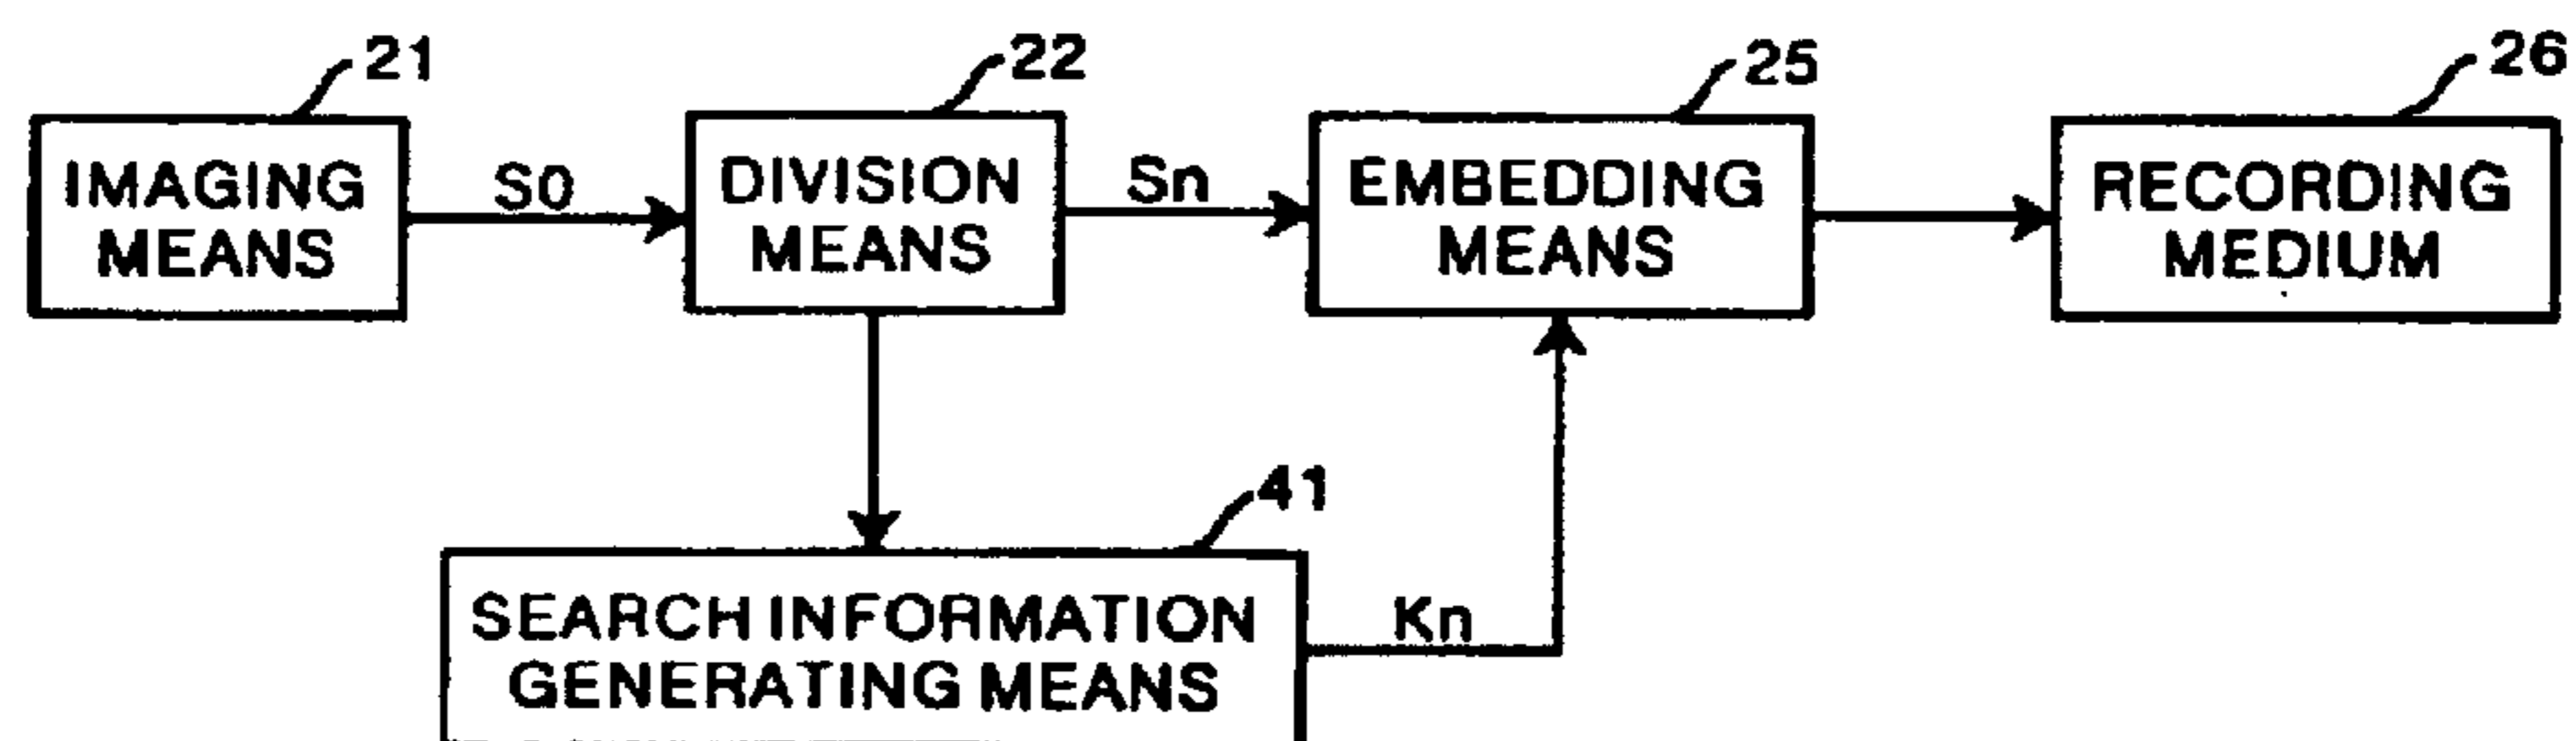 21
22
25
26
IMAGING
MEANS
S0
DIVISION
MEANS
Sn
EMBEDDING
MEANS
RECORDING
MEDIUM
41
SEARCH INFORMATION
GENERATING MEANS
Kn